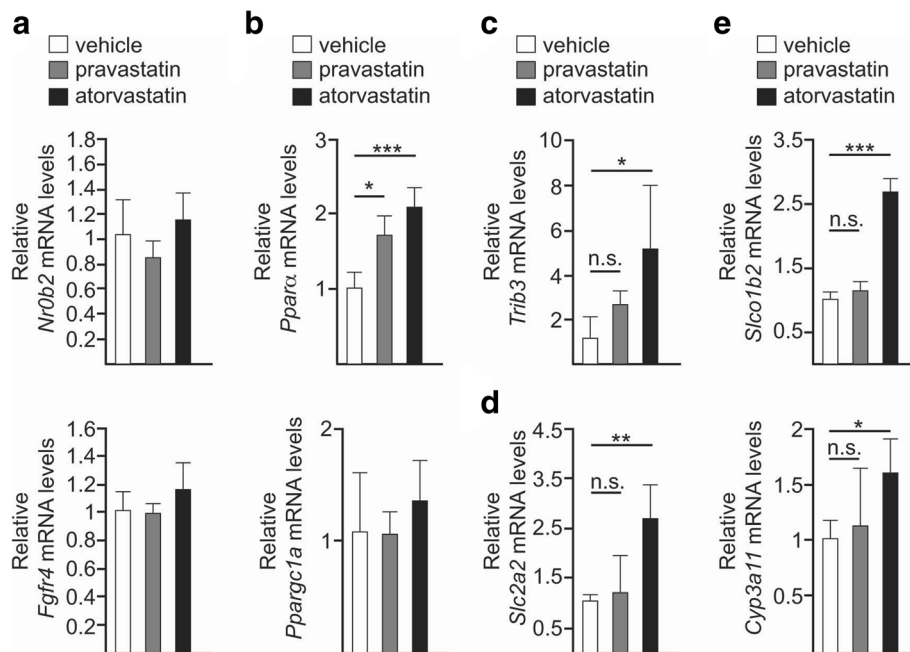 a
vehicle
pravastatin
atorvastatin
Relative
Nr0b2 mRNA levels
1.8
1.6
1.4
1.2
1
0.8
0.6
0.4
0.2
Relative
Fgfr4 mRNA levels
1.6
1.4
1.2
1
0.8
0.6
0.4
0.2
b
vehicle
pravastatin
atorvastatin
Relative
Pparα mRNA levels
3
2
1
***
*
Relative
Ppargc1a mRNA levels
2
1
c
vehicle
pravastatin
atorvastatin
Relative
Trib3 mRNA levels
10
8
6
4
2
*
n.s.
d
Relative
Slc2a2 mRNA levels
4.5
3.5
2.5
1.5
0.5
**
n.s.
e
vehicle
pravastatin
atorvastatin
Relative
Slco1b2 mRNA levels
3.5
2.5
1.5
0.5
***
n.s.
Relative
Cyp3a11 mRNA levels
2
1.5
1
0.5
*
n.s.